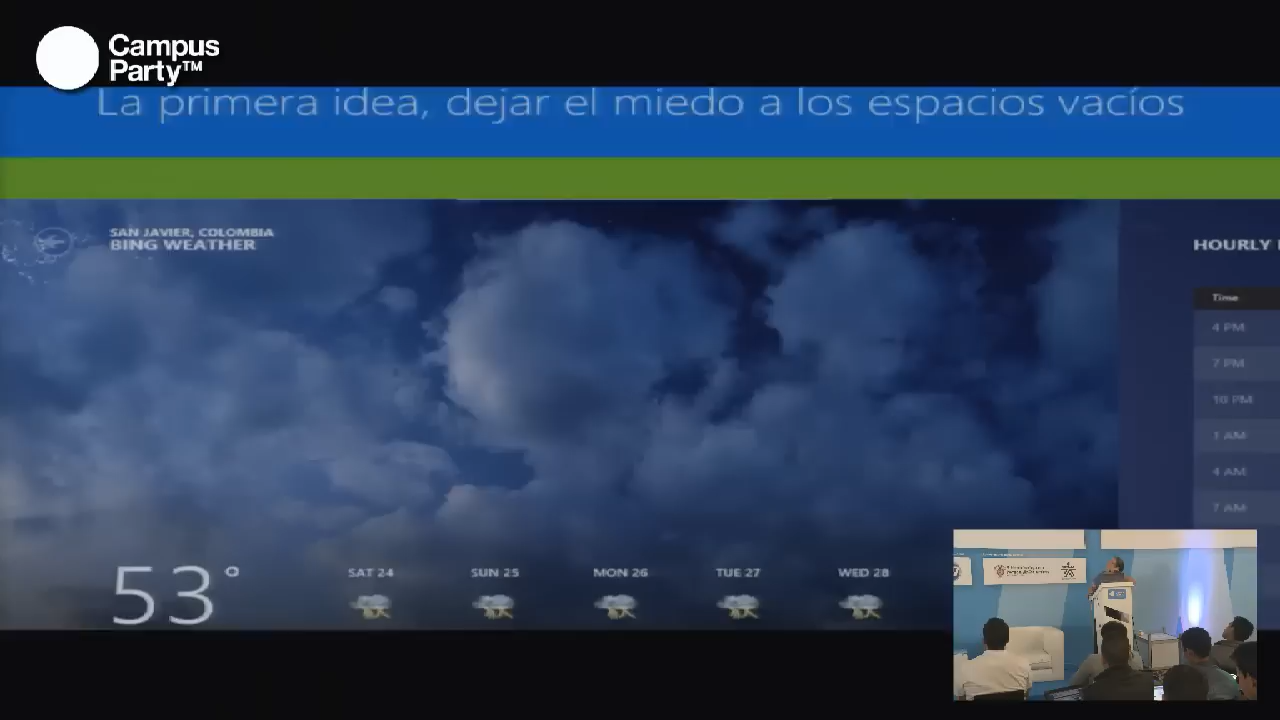 Campus
Party™
La primera idea, dejar el miedo a los espacios vacíos
SAN JAVIER, COLOMBIA
BING WEATHER
HOURLY
Time
4 PM
7 PM
10 PM
1 AM
4 AM
7 AM
53°
SAT 24
SUN 25
MON 26
TUE 27
WED 28